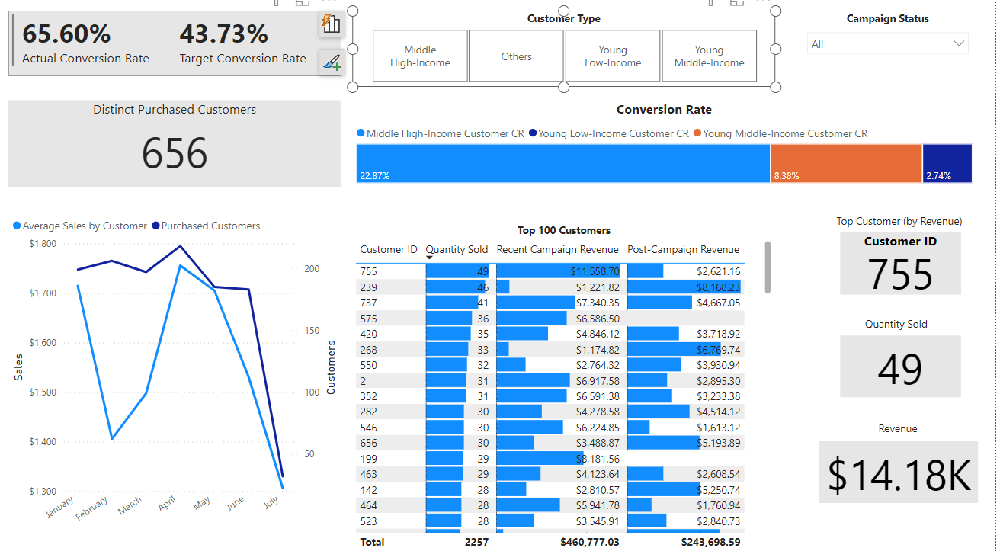 65.60%
Actual Conversion Rate
43.73%
Target Conversion Rate
Customer Type
Middle
High-Income
Others
Young
Low-Income
Young
Middle-Income
Campaign Status
All
Distinct Purchased Customers
656
Conversion Rate
Middle High-Income Customer CR Young Low-Income Customer CR Young Middle-Income Customer CR
22.87% 8.38% 2.74%
Average Sales by Customer Purchased Customers
$1,800
$1,700
$1,600
$1,500
$1,400
$1,300
Sales
200
150
100
50
Customers
January February March April May June July
Top 100 Customers
Customer ID Quantity Sold Recent Campaign Revenue Post-Campaign Revenue
755 49 $11,558.70 $2,621.16
239 46 $1,221.82 $8,168.23
737 41 $7,340.35 $4,667.05
575 36 $6,586.50
420 35 $4,846.12 $3,718.92
268 33 $1,174.82 $6,769.74
550 32 $2,764.32 $3,930.94
2 31 $6,917.58 $2,895.30
352 31 $6,591.38 $3,233.38
282 30 $4,278.58 $4,514.12
546 30 $6,224.85 $1,613.12
656 30 $3,488.87 $5,193.89
199 29 $8,181.56
463 29 $4,123.64 $2,608.54
142 28 $2,810.57 $5,250.74
464 28 $5,941.78 $1,760.94
523 28 $3,545.91 $2,840.73
Total 2257 $460,777.03 $243,698.59
Top Customer (by Revenue)
Customer ID
755
Quantity Sold
49
Revenue
$14.18K